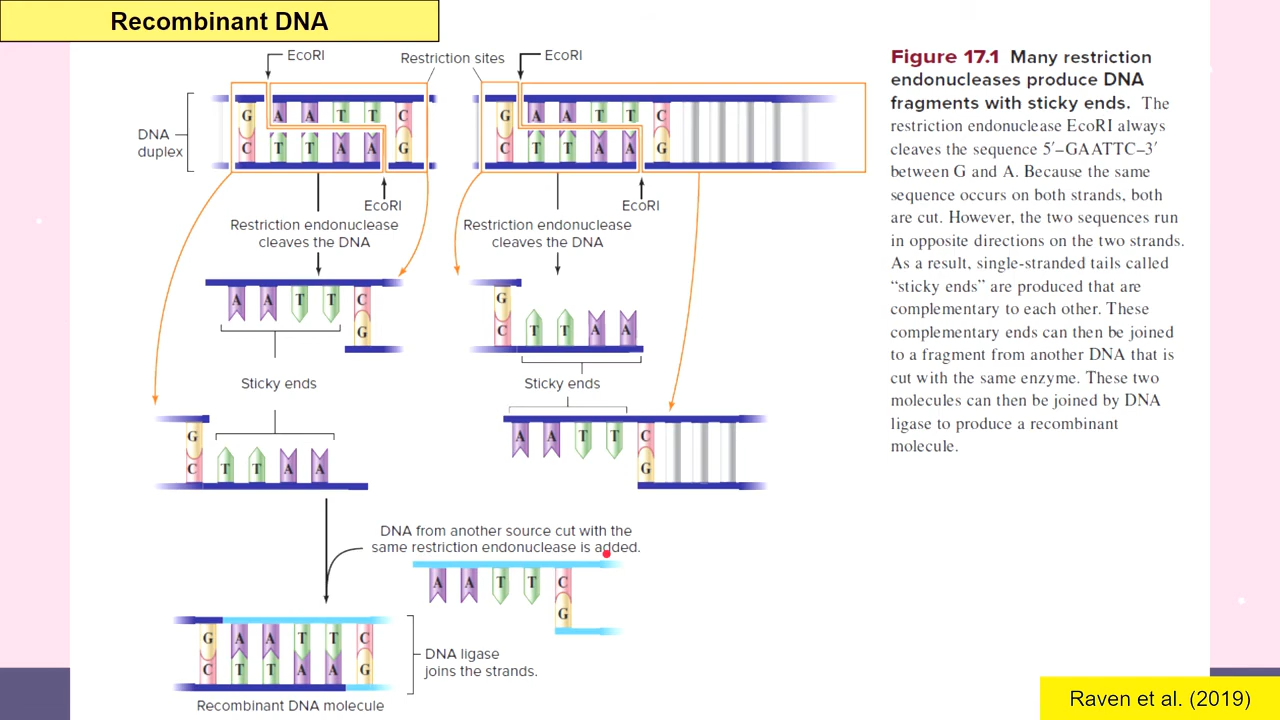 Recombinant DNA
EcoRI
Restriction sites
EcoRI
G A A T T C
G A A T T C
DNA
duplex
C T T A A G
C T T A A G
EcoRI
EcoRI
Restriction endonuclease
cleaves the DNA
Restriction endonuclease
cleaves the DNA
A A T T C
G
G
C T T A A
Sticky ends
Sticky ends
G
C T T A A
A A T T C
G
DNA from another source cut with the
same restriction endonuclease is added.
A A T T C
G
G A A T T C
C T T A A G
DNA ligase
joins the strands.
Recombinant DNA molecule
Figure 17.1 Many restriction
endonucleases produce DNA
fragments with sticky ends. The
restriction endonuclease EcoRI always
cleaves the sequence 5′–GAATTC–3′
between G and A. Because the same
sequence occurs on both strands, both
are cut. However, the two sequences run
in opposite directions on the two strands.
As a result, single-stranded tails called
“sticky ends” are produced that are
complementary to each other. These
complementary ends can then be joined
to a fragment from another DNA that is
cut with the same enzyme. These two
molecules can then be joined by DNA
ligase to produce a recombinant
molecule.
Raven et al. (2019)